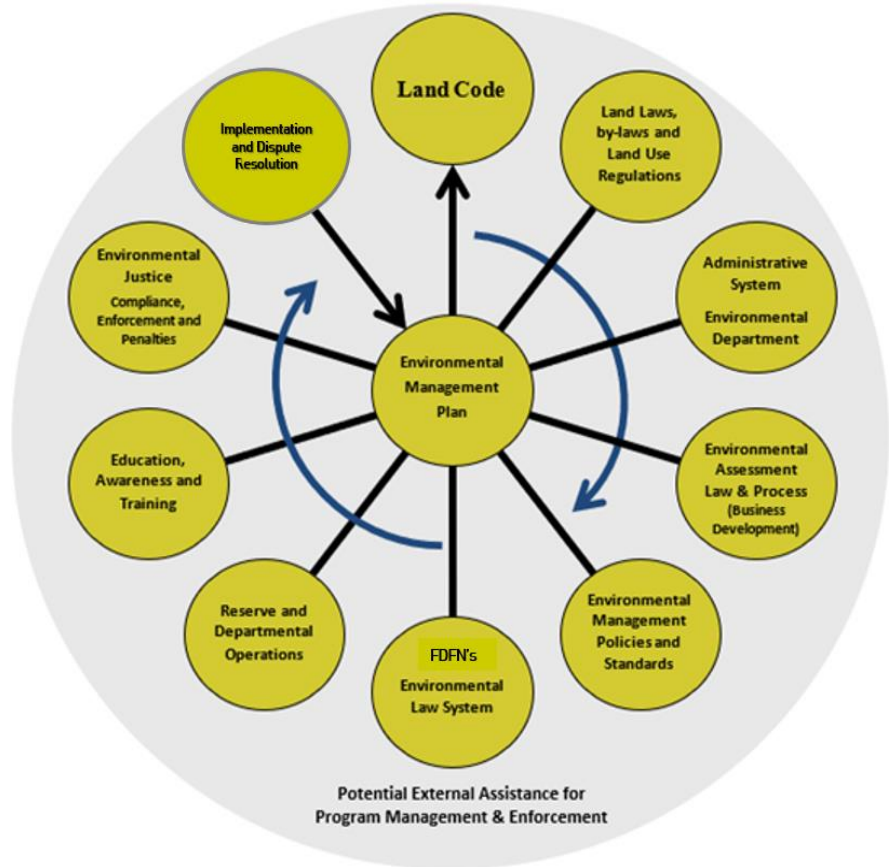 Land Code
Land Laws,
by-laws and
Land Use
Regulations
Administrative
System
Environmental
Department
Environmental
Assessment
Law & Process
(Business
Development)
Environmental
Management
Policies and
Standards
FDFN's
Environmental
Law System
Reserve and
Departmental
Operations
Education,
Awareness and
Training
Environmental
Justice
Compliance,
Enforcement and
Penalties
Implementation
and Dispute
Resolution
Environmental
Management
Plan
Potential External Assistance for
Program Management & Enforcement